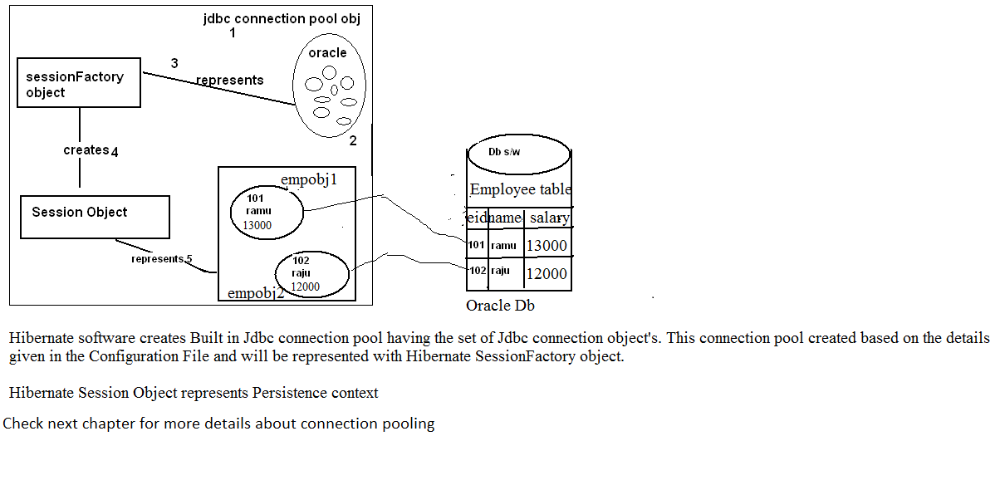 jdbc connection pool obj
1
oracle
3
sessionFactory
object
represents
2
creates 4
Db s/w
empobj1
Employee table
101
ramu
13000
Session Object
eid name salary
101 ramu 13000
represents 5
102
raju
12000
102 raju 12000
empobj2
Oracle Db
Hibernate software creates Built in Jdbc connection pool having the set of Jdbc connection object's. This connection pool created based on the details
given in the Configuration File and will be represented with Hibernate SessionFactory object.
Hibernate Session Object represents Persistence context
Check next chapter for more details about connection pooling